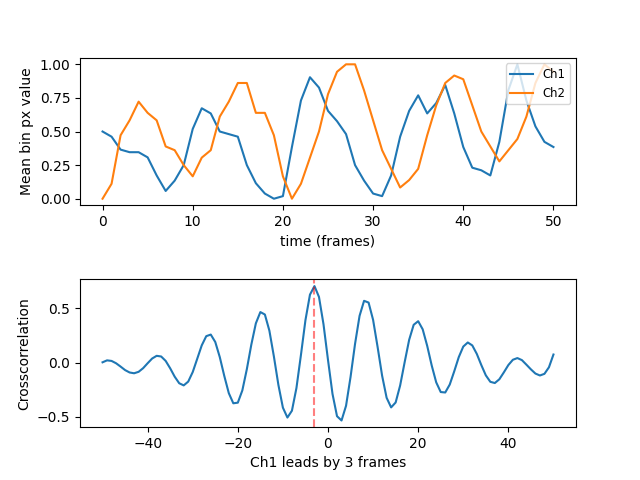 1.00
0.75
0.50
0.25
0.00
Mean bin px value
Ch1
Ch2
0 10 20 30 40 50
time (frames)
0.5
0.0
−0.5
Crosscorrelation
−40 −20 0 20 40
Ch1 leads by 3 frames